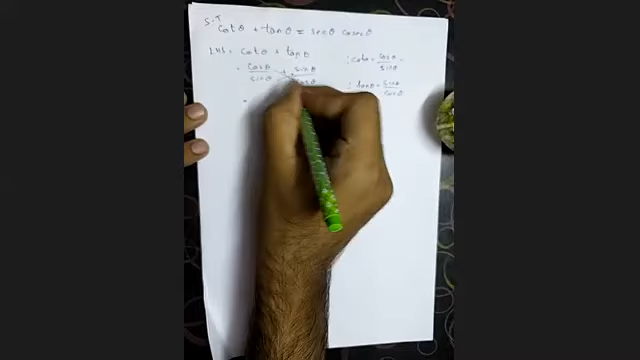 S.T cotθ + tanθ = secθ cosecθ
LHS = cotθ + tanθ
= cosθ/sinθ + sinθ/cosθ
: cotθ = cosθ/sinθ
: tanθ = sinθ/cosθ
=